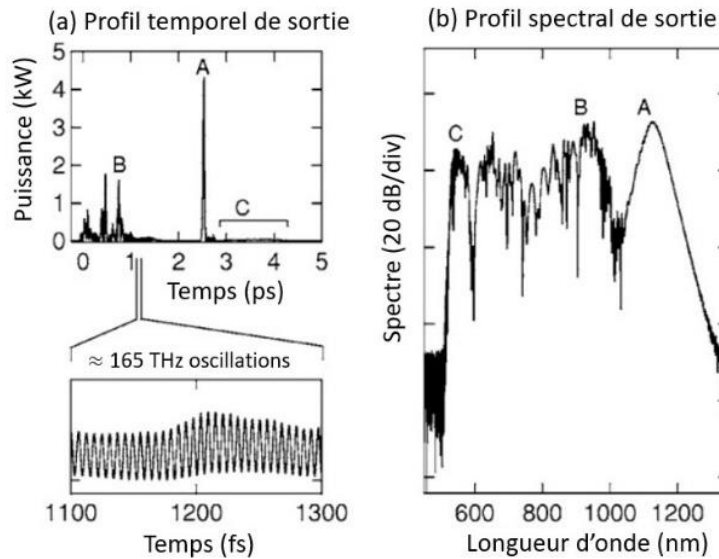 (a) Profil temporel de sortie
5
4
3
2
1
0
Puissance (kW)
A
B
C
0 1 2 3 4 5
Temps (ps)
≈ 165 THz oscillations
1100 1200 1300
Temps (fs)
(b) Profil spectral de sortie
Spectre (20 dB/div)
C
B
A
600 800 1000 1200
Longueur d'onde (nm)